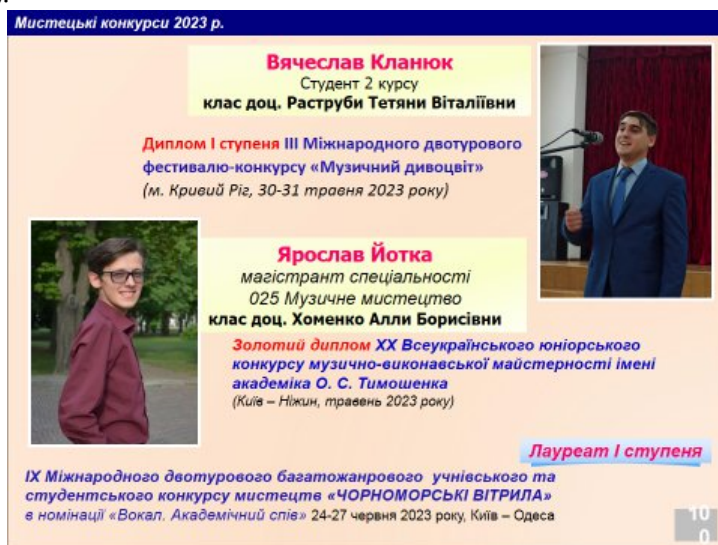 Мистецькі конкурси 2023 р.
Вячеслав Кланюк
Студент 2 курсу
клас доц. Раструби Тетяни Віталіївни
Диплом І ступеня ІІІ Міжнародного двотурового
фестивалю-конкурсу «Музичний дивоцвіт»
(м. Кривий Ріг, 30-31 травня 2023 року)
Ярослав Йотка
магістрант спеціальності
025 Музичне мистецтво
клас доц. Хоменко Алли Борисівни
Золотий диплом ХХ Всеукраїнського юніорського
конкурсу музично-виконавської майстерності імені
академіка О. С. Тимошенка
(Київ – Ніжин, травень 2023 року)
Лауреат І ступеня
ІХ Міжнародного двотурового багатожанрового учнівського та
студентського конкурсу мистецтв «ЧОРНОМОРСЬКІ ВІТРИЛА»
в номінації «Вокал. Академічний спів» 24-27 червня 2023 року, Київ – Одеса
10
0